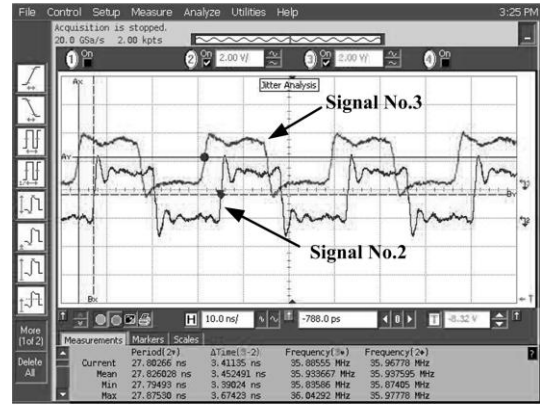 File Control Setup Measure Analyze Utilities Help 3:25 PM
Acquisition is stopped.
20.0 GSa/s 2.00 kpts
1 On 2 On 2.00 V/ 3 On 2.00 V/ 4 On
Ax
Jitter Analysis
Signal No.3
Ay
By
Signal No.2
Bx
T
More
(1of 2)
Delete
All
H 10.0 ns/ -788.0 ps 0 T -8.32 V
Measurements Markers Scales
Period(2) ΔTime(3-2) Frequency(3) Frequency(2)
Current 27.80266 ns 3.41135 ns 35.88555 MHz 35.96778 MHz
Mean 27.826028 ns 3.452491 ns 35.933667 MHz 35.937595 MHz
Min 27.79493 ns 3.39024 ns 35.83586 MHz 35.87405 MHz
Max 27.87530 ns 3.67423 ns 36.04292 MHz 35.97778 MHz